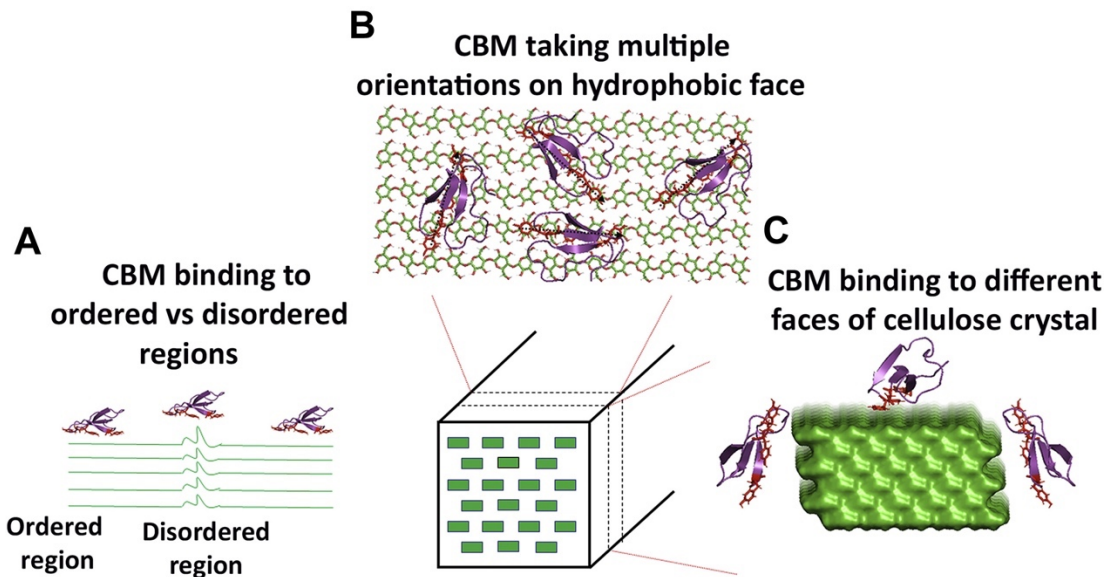 A
CBM binding to
ordered vs disordered
regions
Ordered
region
Disordered
region
B
CBM taking multiple
orientations on hydrophobic face
C
CBM binding to different
faces of cellulose crystal